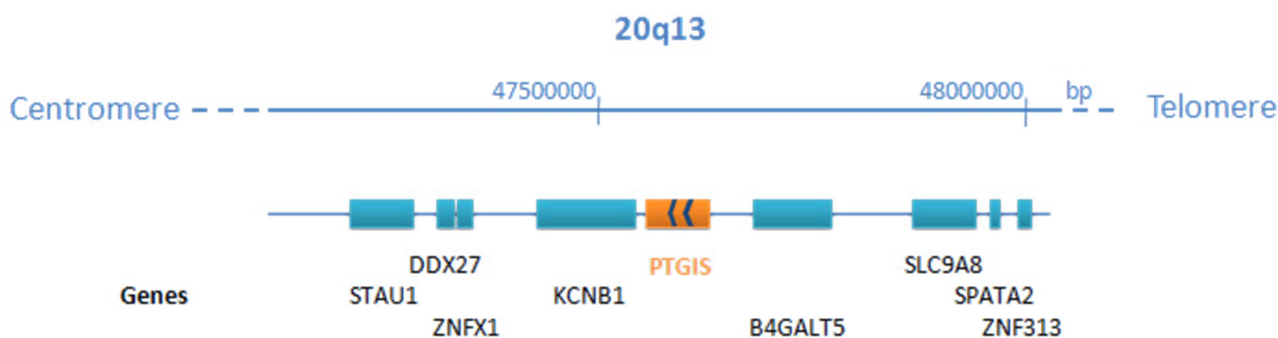 20q13
47500000 48000000 bp
Centromere Telomere
DDX27 PTGIS SLC9A8
Genes STAU1 KCNB1 SPATA2
ZNFX1 B4GALT5 ZNF313